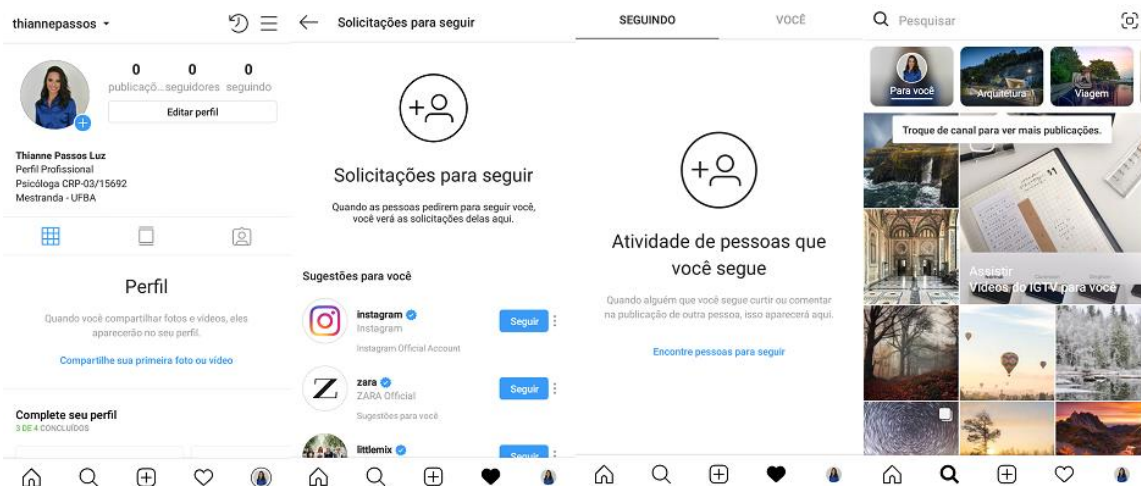 thiannepassos
0
0
0
publicaçõ...
seguidores
seguindo
Editar perfil
Thianne Passos Luz
Perfil Profissional
Psicóloga CRP-03/15692
Mestranda - UFBA
Perfil
Quando você compartilhar fotos e vídeos, eles
aparecerão no seu perfil.
Compartilhe sua primeira foto ou vídeo
Complete seu perfil
3 DE 4 CONCLUÍDOS
Solicitações para seguir
Solicitações para seguir
Quando as pessoas pedirem para seguir você,
você verá as solicitações delas aqui.
Sugestões para você
instagram
Instagram
Instagram Official Account
Seguir
Z
zara
ZARA Official
Sugestões para você
Seguir
littlemix
Seguir
SEGUINDO
VOCÊ
Atividade de pessoas que
você segue
Quando alguém que você segue curtir ou comentar
na publicação de outra pessoa, isso aparecerá aqui.
Encontre pessoas para seguir
Pesquisar
Para você
Arquitetura
Viagem
Troque de canal para ver mais publicações.
Assistir
Vídeos do IGTV para você